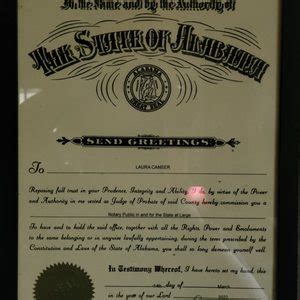 In the Name and by the Authority of
The State of Alabama
ALABAMA
GREAT SEAL
SEND GREETINGS.
To LAURA CANSER
Reposing full trust in your Prudence, Integrity and Ability, by virtue of the Power
and Authority in me vested as Judge of Probate of said County hereby commission you a
Notary Public in and for the State at Large
To have and to hold the said office, together with all the Rights, Power and Emoluments
to the same belonging or in anywise lawfully appertaining, during the term prescribed by the
Constitution and Laws of the State of Alabama, you shall so long demean yourself well.
In Testimony Whereof, I have hereto set my hand, this
day of March
in the year of our Lord